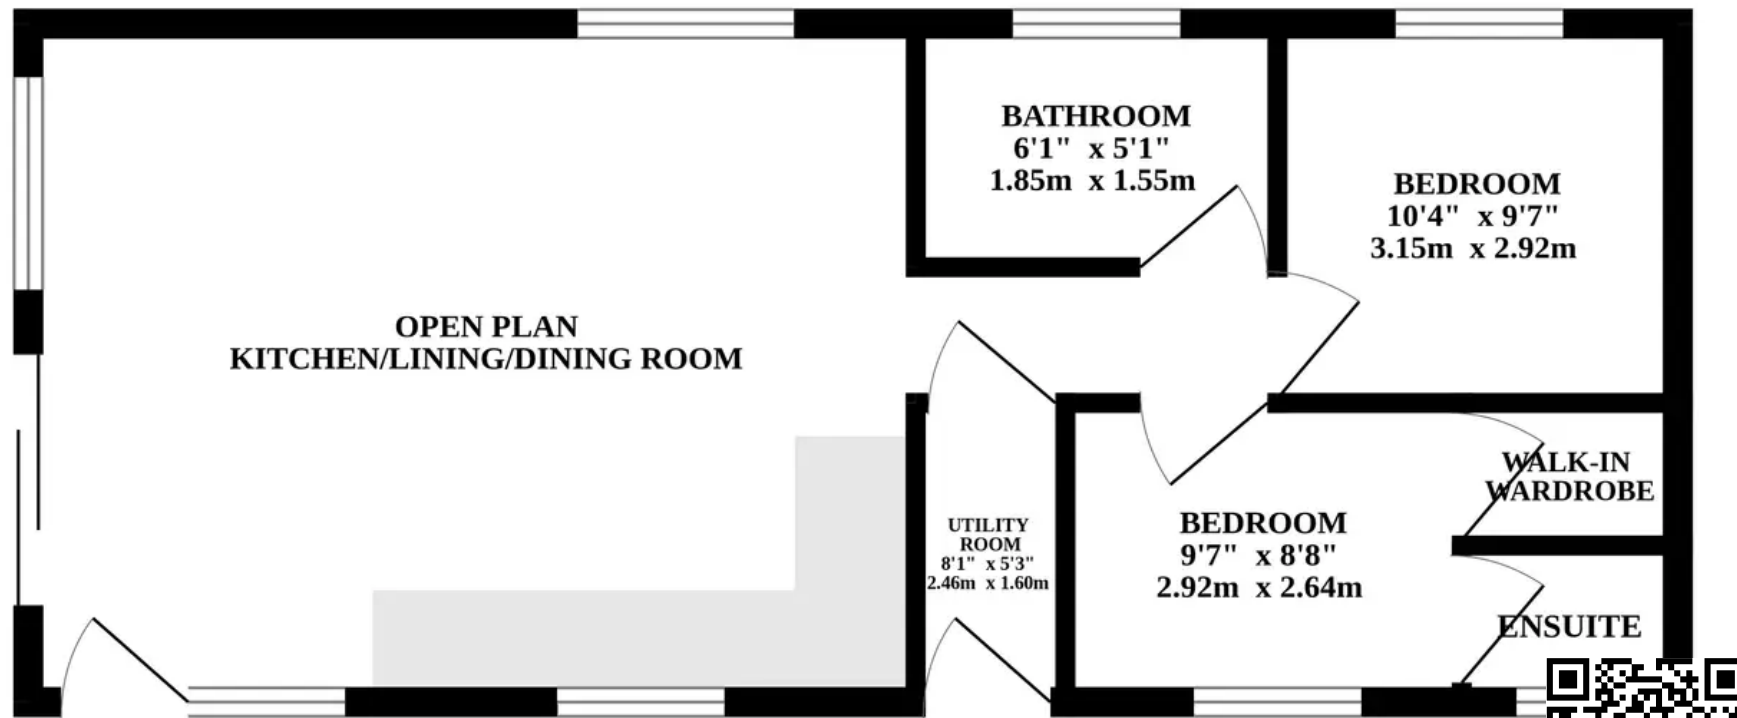 BATHROOM
6'1" x 5'1"
1.85m x 1.55m
BEDROOM
10'4" x 9'7"
3.15m x 2.92m
OPEN PLAN
KITCHEN/LINING/DINING ROOM
WALK-IN
WARDROBE
UTILITY
ROOM
8'1" x 5'3"
2.46m x 1.60m
BEDROOM
9'7" x 8'8"
2.92m x 2.64m
ENSUITE